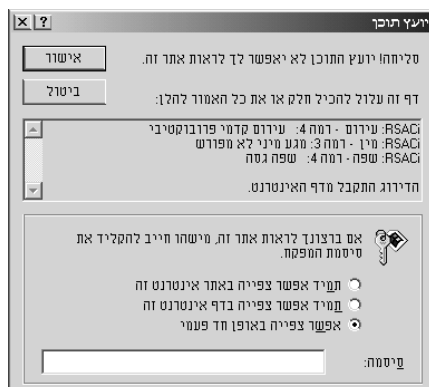 יועץ תוכן
סליחה! יועץ התוכן לא יאפשר לך לראות אתר זה.
אישור
ביטול
דף זה עלול להכיל חלק או את כל האמור להלן:
RSACi: עירום - רמה 4: עירום קדמי פרובוקטיבי
RSACi: מין - רמה 3: מגע מיני לא מפורש
RSACi: שפה - רמה 4: שפה גסה
הדירוג התקבל מדף האינטרנט.
אם ברצונך לראות אתר זה, מישהו חייב להקליד את
סיסמת המפקח.
תמיד אפשר צפייה באתר אינטרנט זה
תמיד אפשר צפייה בדף אינטרנט זה
אפשר צפייה באופן חד פעמי
סיסמה: